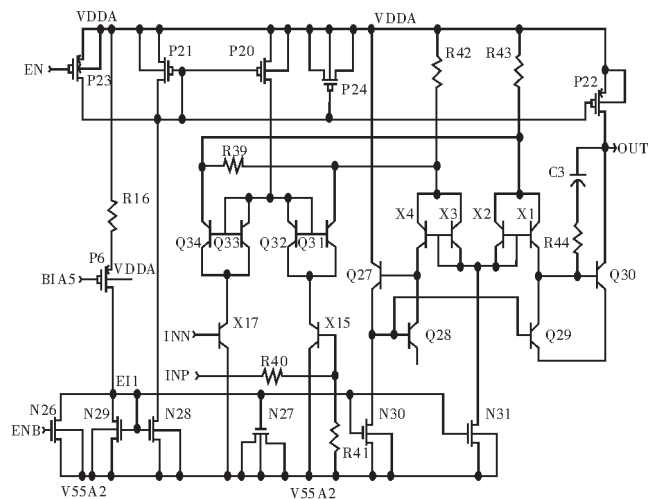 VDDA
VDDA
P21
P20
R42
R43
EN
P23
P24
P22
R39
OUT
C3
R16
X4
X3
X2
X1
R44
Q34
Q33
Q32
Q31
P6
VDDA
BIA5
Q27
Q30
INN
X17
X15
Q28
Q29
INP
R40
EI1
N26
N29
N28
N27
N30
N31
ENB
R41
V55A2
V55A2